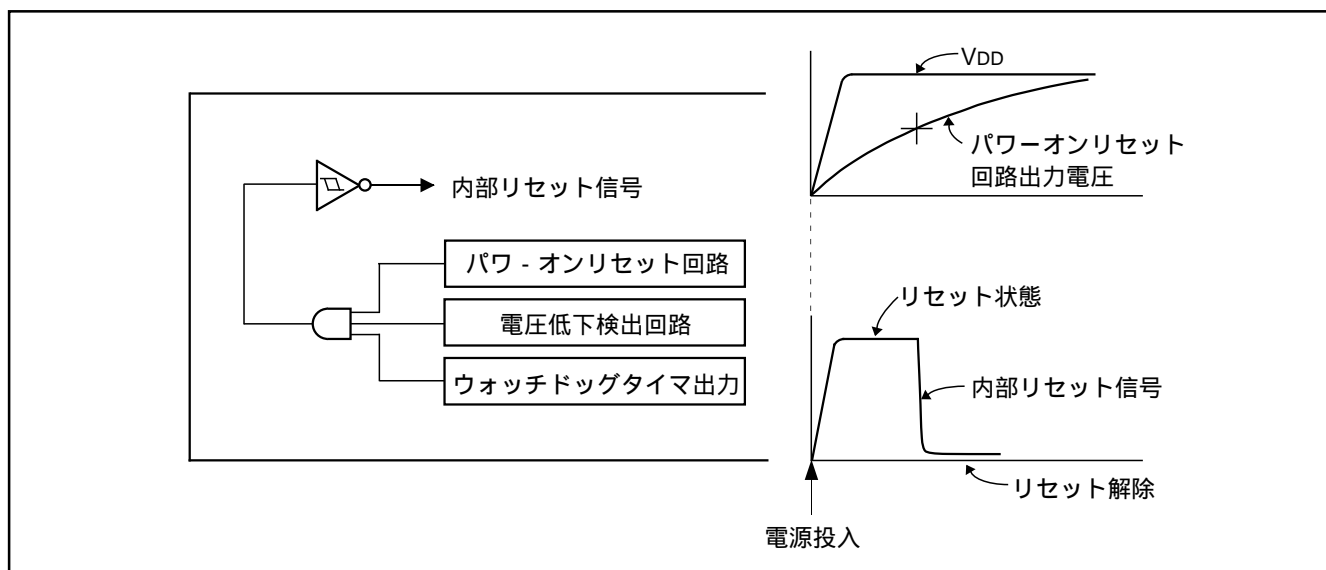 内部リセット信号
パワ - オンリセット回路
電圧低下検出回路
ウォッチドッグタイマ出力
VDD
パワーオンリセット
回路出力電圧
リセット状態
内部リセット信号
リセット解除
電源投入